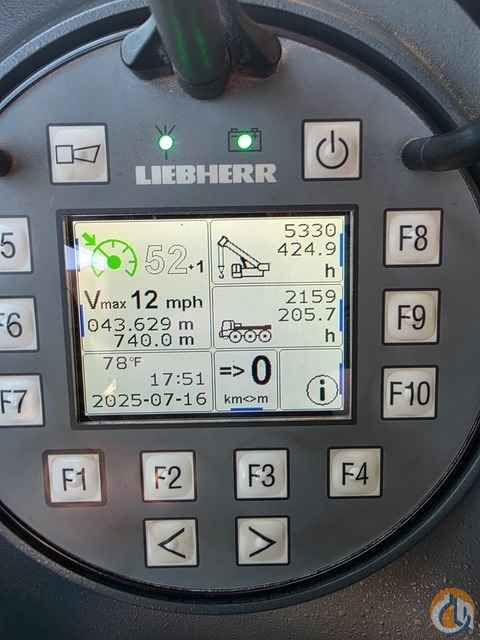 LIEBHERR
52+1
Vmax 12 mph
043.629 m
740.0 m
78°F
17:51
2025-07-16
5330
424.9
h
2159
205.7
h
=>0
km<>m
i
5
F6
F7
F8
F9
F10
F1
F2
F3
F4
<
>